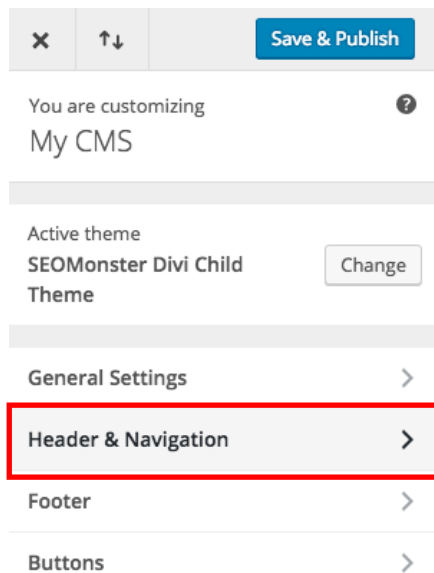 Save & Publish
You are customizing
My CMS
Active theme
SEOMonster Divi Child
Theme
Change
General Settings
Header & Navigation
Footer
Buttons